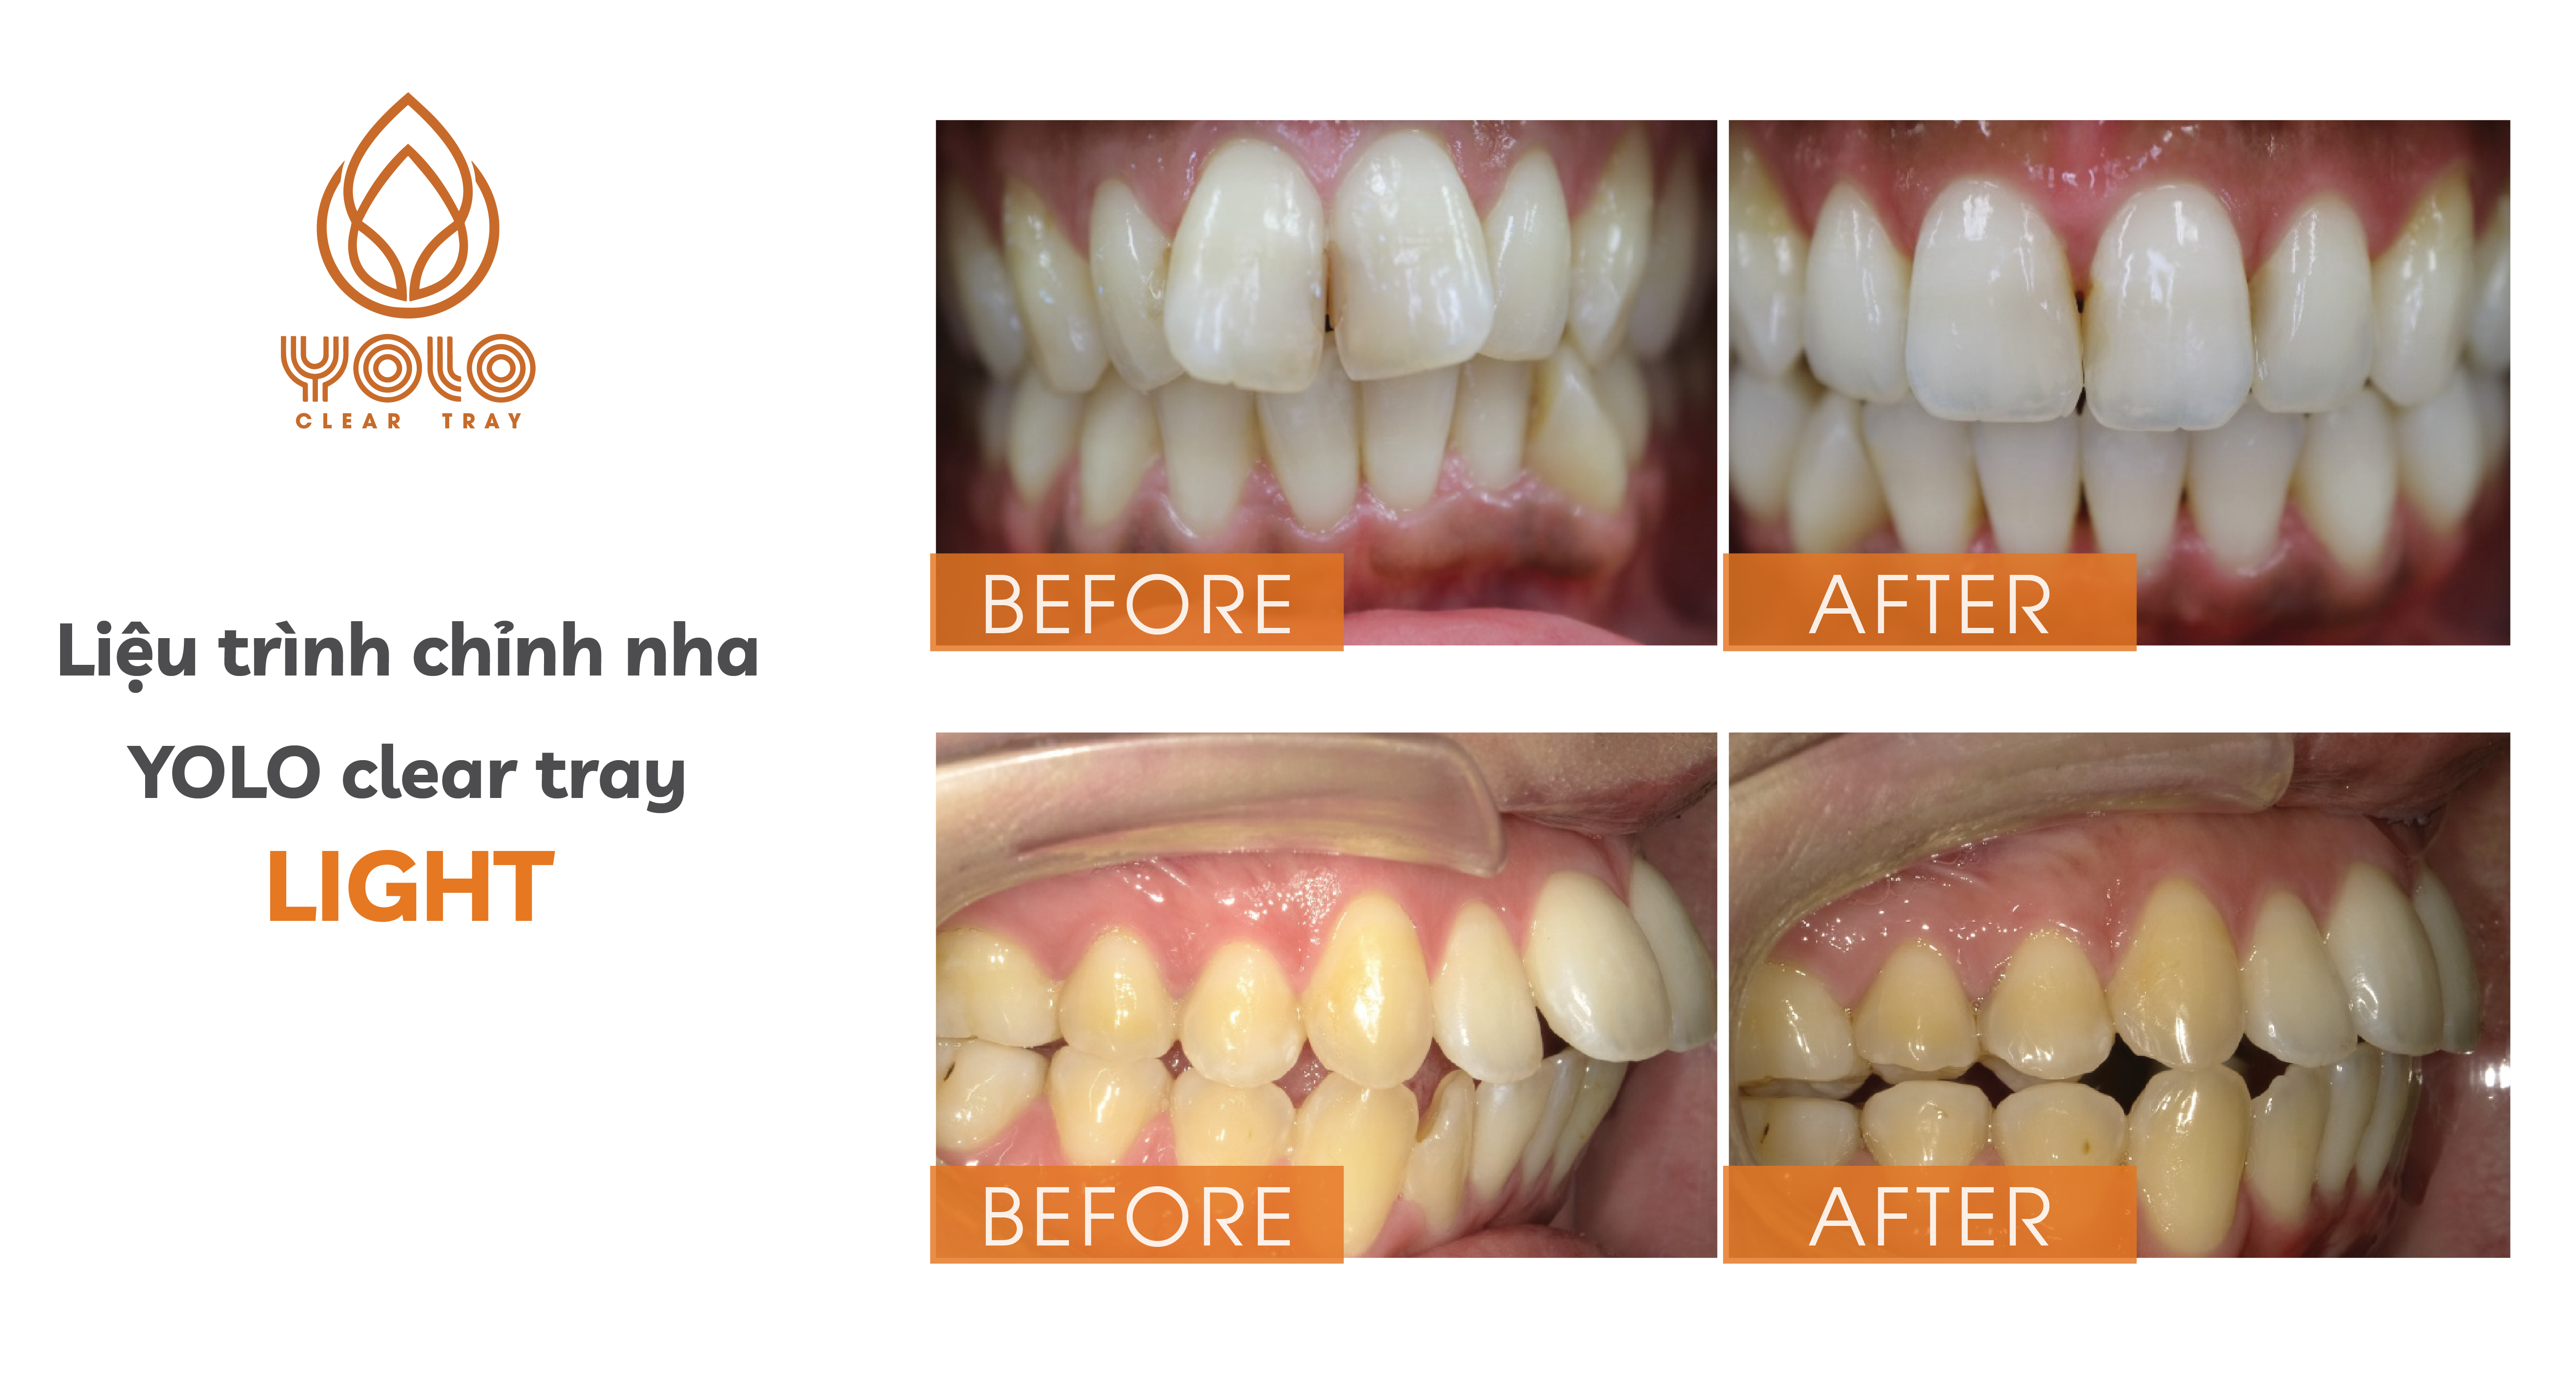 YOLO
CLEAR TRAY
Liệu trình chỉnh nha
YOLO clear tray
LIGHT
BEFORE
AFTER
BEFORE
AFTER